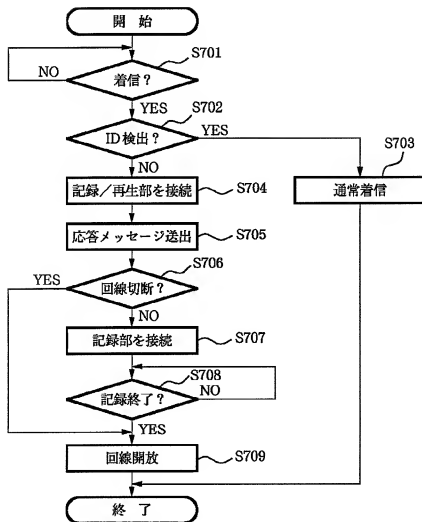 開 始
S701
NO
着信？
YES
S702
ID検出？
YES
NO
S703
記録／再生部を接続
S704
通常着信
応答メッセージ送出
S705
S706
YES
回線切断？
NO
記録部を接続
S707
S708
記録終了？
NO
YES
回線開放
S709
終 了